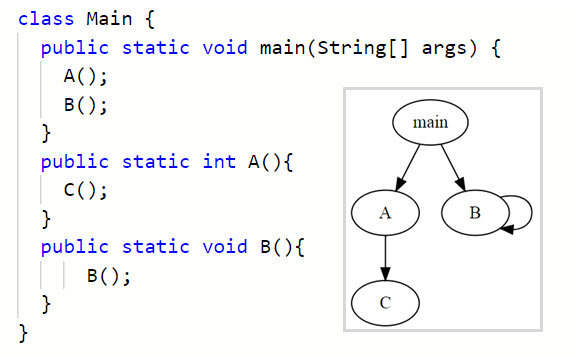 class Main {
public static void main(String[] args) {
A();
B();
}
public static int A(){
C();
}
public static void B(){
B();
}
}
main
A
B
C